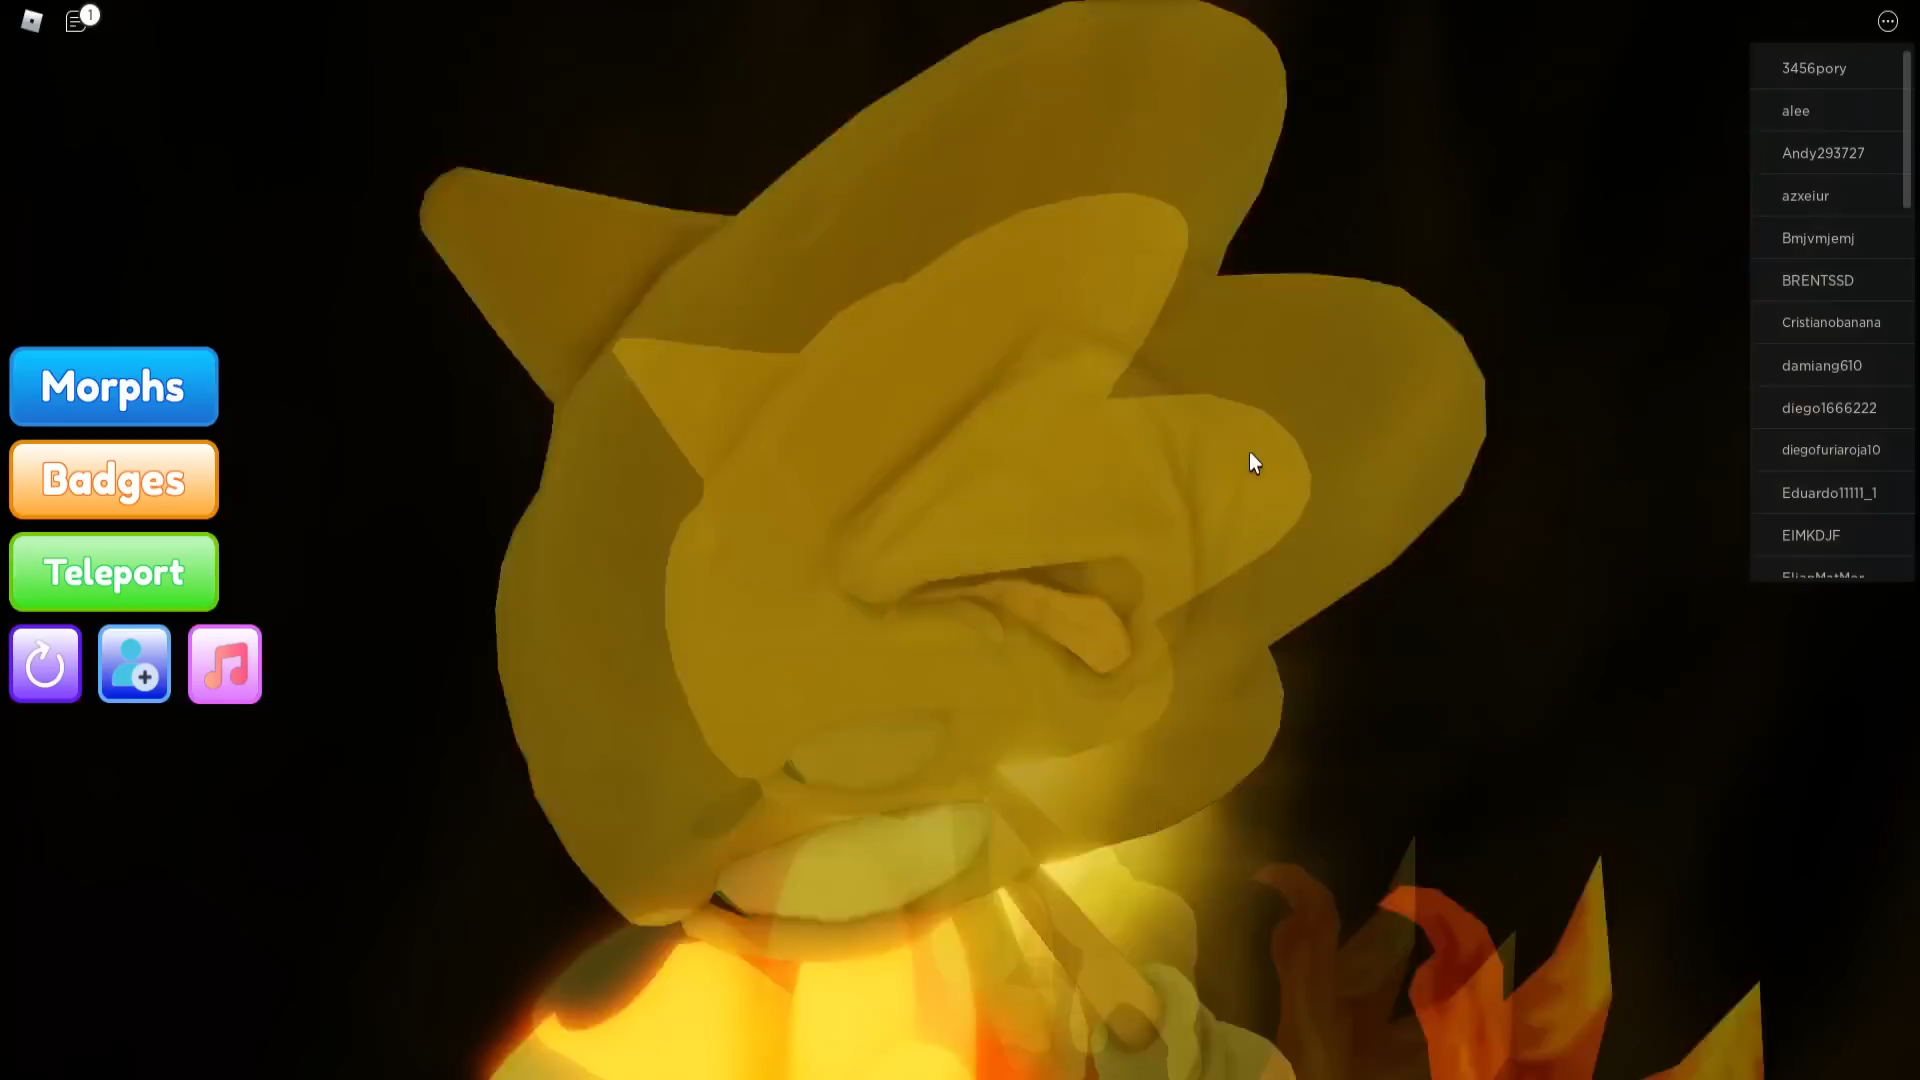 1
3456pory
alee
Andy293727
azxeiur
Bmjvmjemj
BRENTSSD
Cristianobanana
damiang610
diego1666222
diegofuriaroja10
Eduardo11111_1
EIMKDJF
Morphs
Badges
Teleport